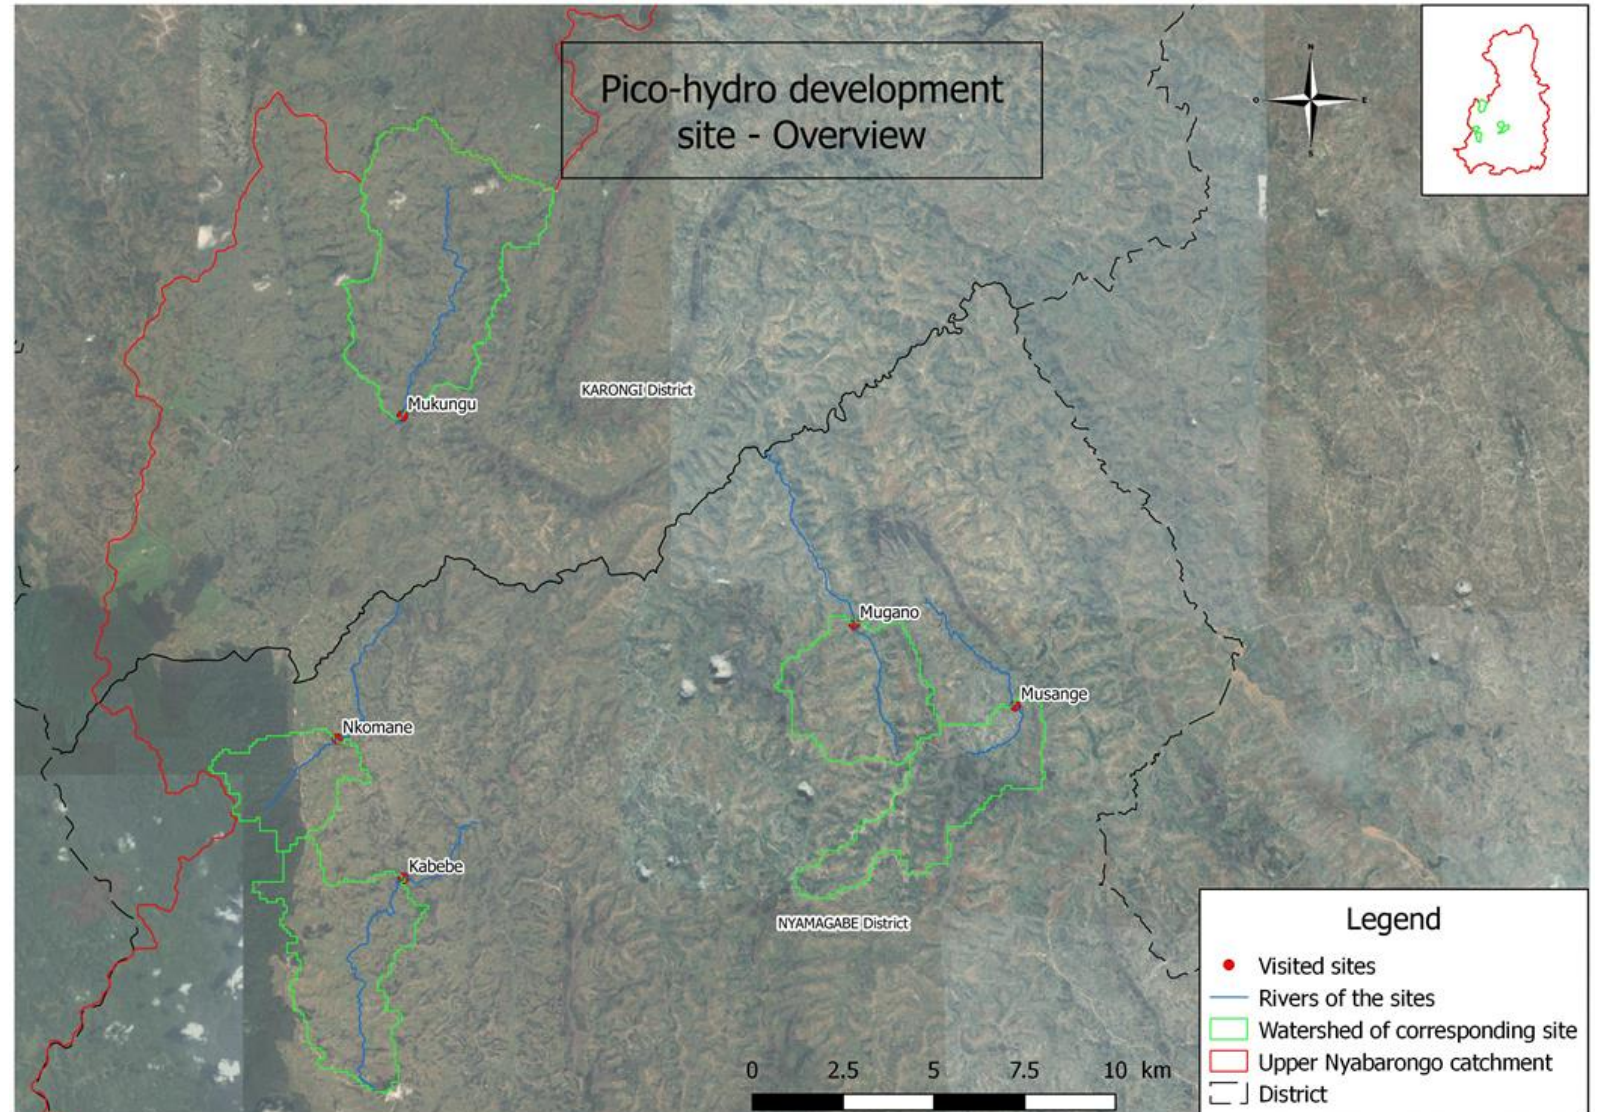 Pico-hydro development
site - Overview
N
O
E
S
KARONGI District
Mukungu
Mugano
Musange
Nkomane
Kabebe
NYAMAGABE District
Legend
Visited sites
Rivers of the sites
Watershed of corresponding site
Upper Nyabarongo catchment
District
0 2.5 5 7.5 10 km